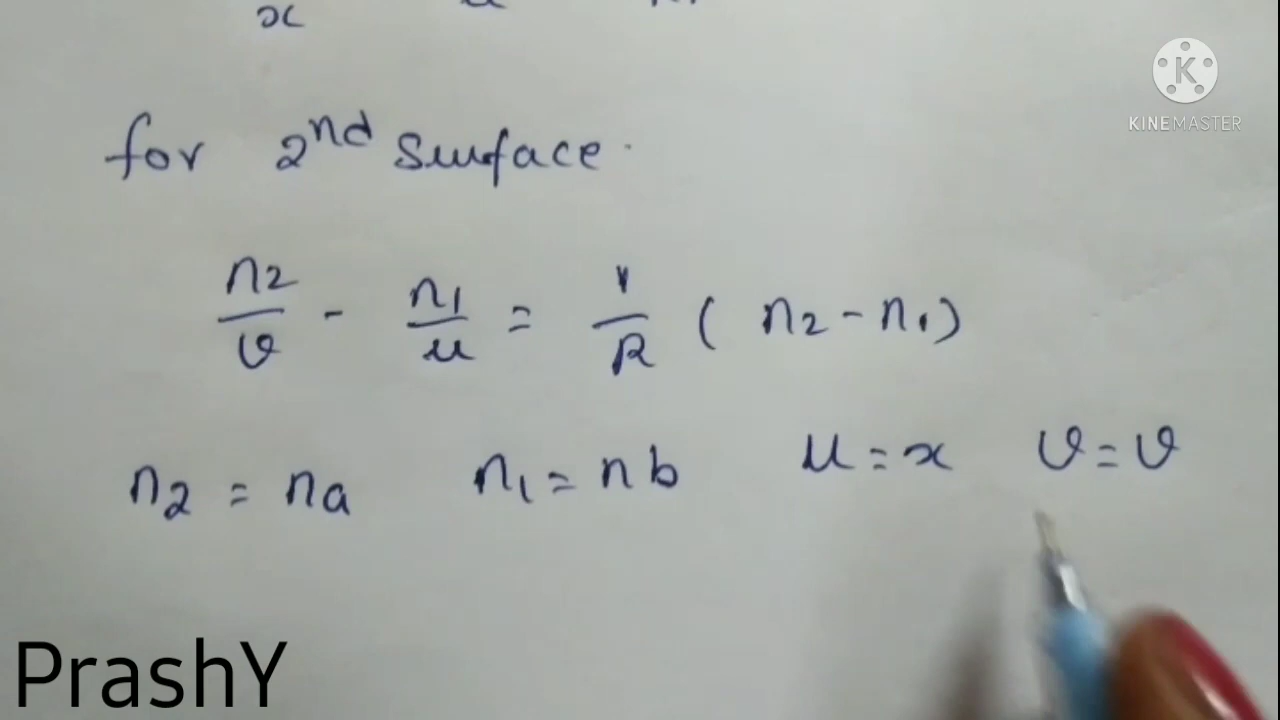 x u
for 2nd surface.
n2/v - n1/u = 1/R ( n2 - n1 )
n2 = na n1 = nb u = x v = v
K
KINEMASTER
PrashY